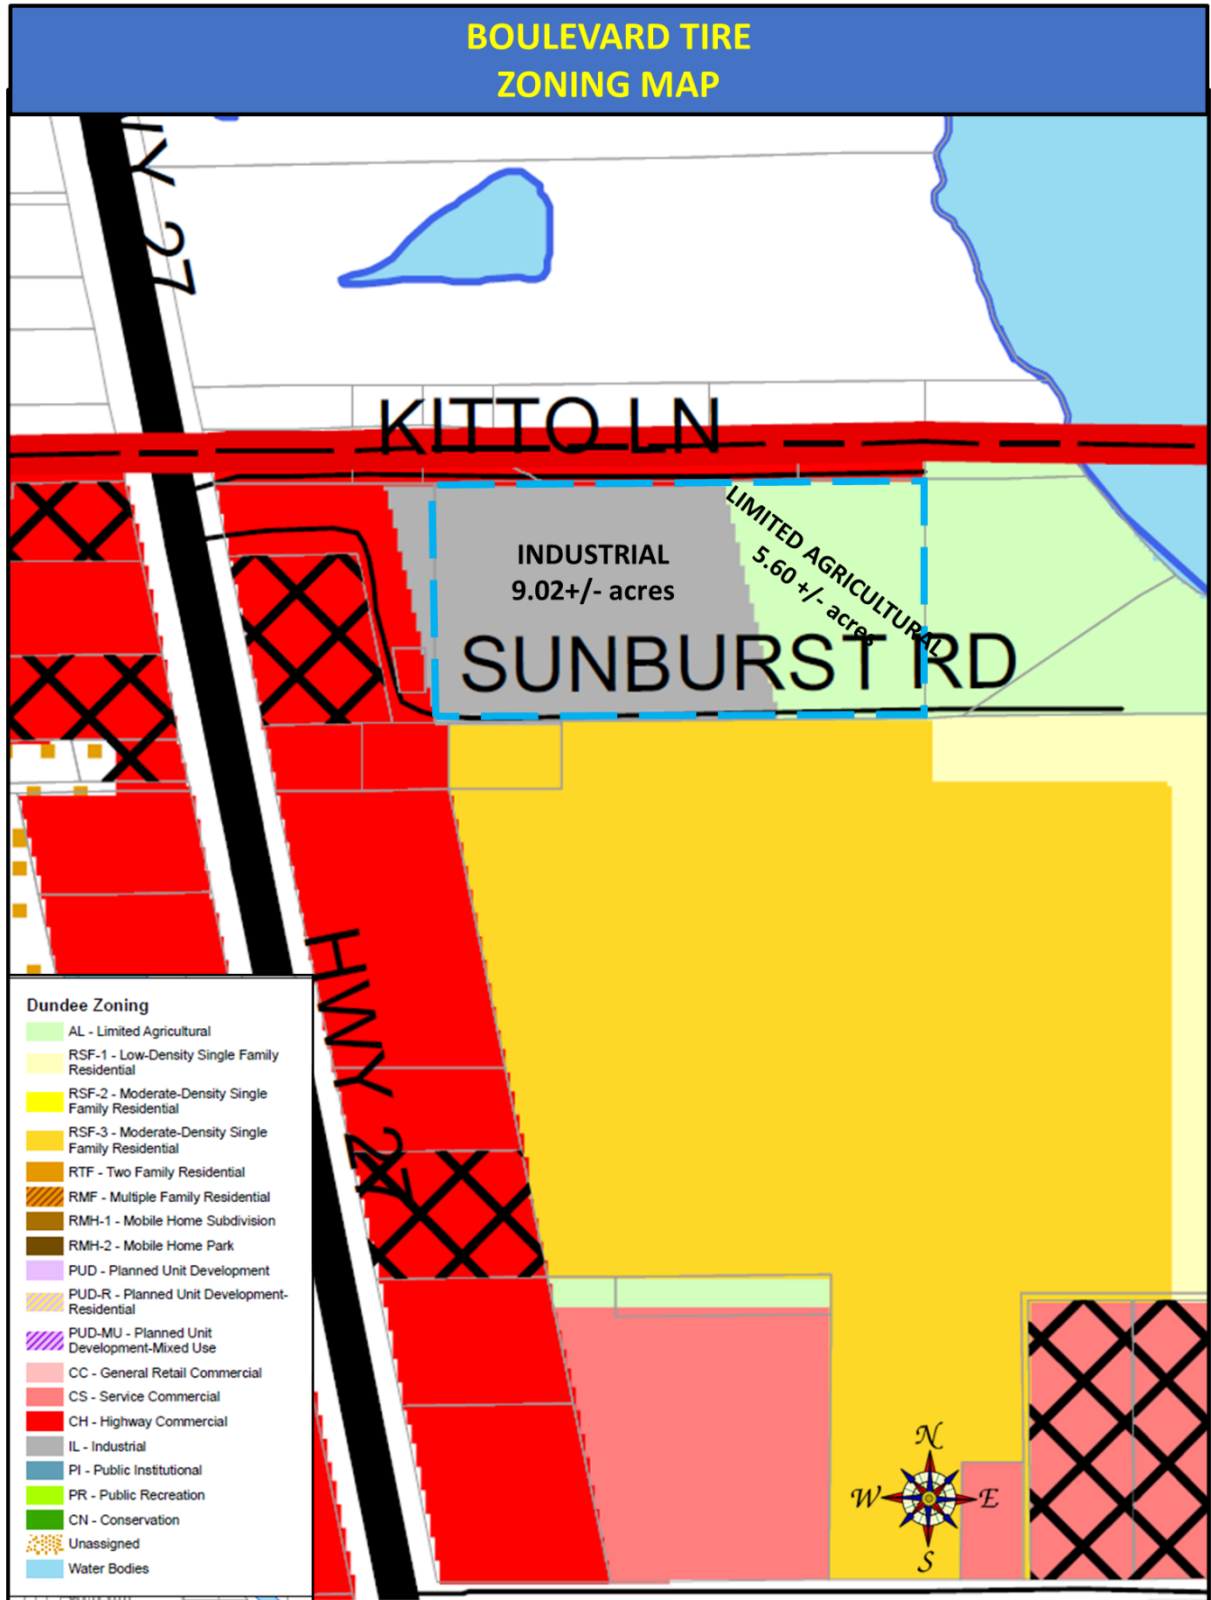 BOULEVARD TIRE
ZONING MAP
27
KITTO LN
INDUSTRIAL
9.02+/- acres
LIMITED AGRICULTURAL
5.60 +/- acres
SUNBURST RD
HWY 27
Dundee Zoning
AL - Limited Agricultural
RSF-1 - Low-Density Single Family
Residential
RSF-2 - Moderate-Density Single
Family Residential
RSF-3 - Moderate-Density Single
Family Residential
RTF - Two Family Residential
RMF - Multiple Family Residential
RMH-1 - Mobile Home Subdivision
RMH-2 - Mobile Home Park
PUD - Planned Unit Development
PUD-R - Planned Unit Development-
Residential
PUD-MU - Planned Unit
Development-Mixed Use
CC - General Retail Commercial
CS - Service Commercial
CH - Highway Commercial
IL - Industrial
PI - Public Institutional
PR - Public Recreation
CN - Conservation
Unassigned
Water Bodies
N
W E
S